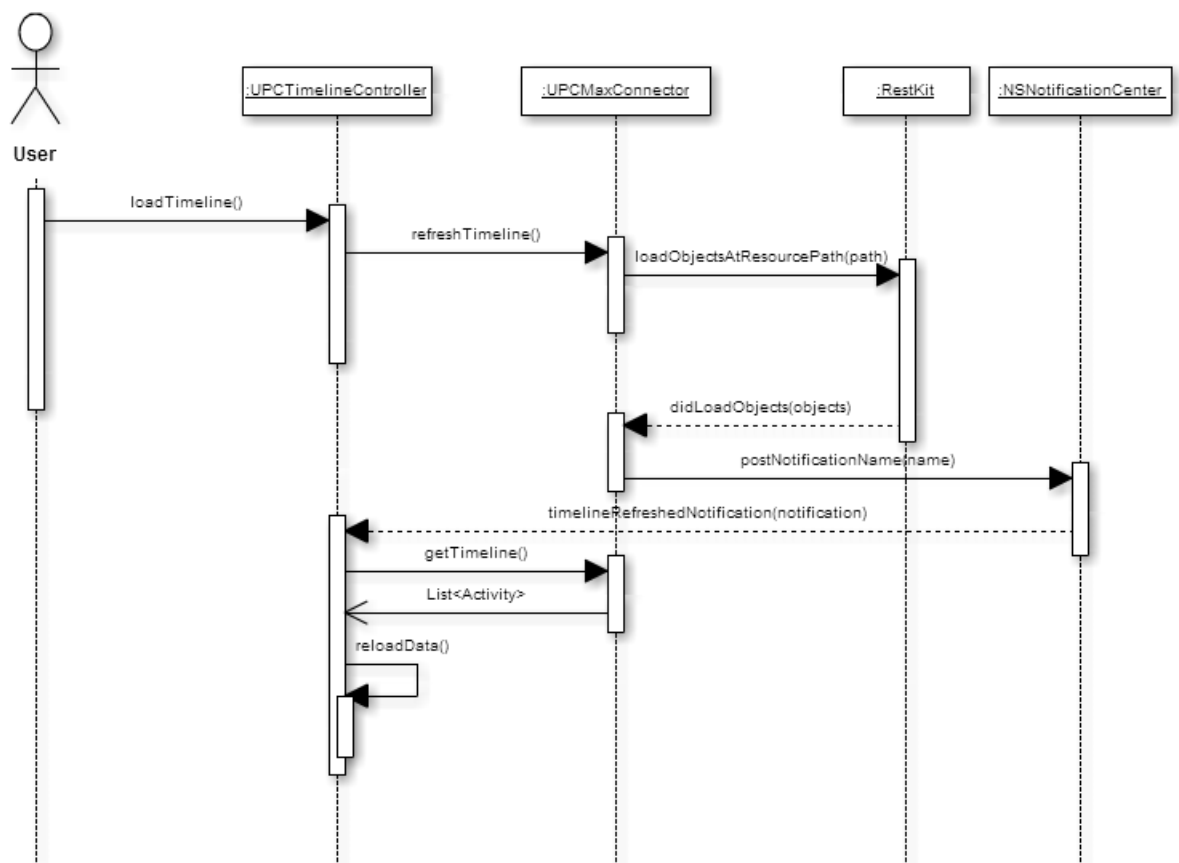 :UPCTimelineController
:UPCMaxConnector
:RestKit
:NSNotificationCenter
User
loadTimeline()
refreshTimeline()
loadObjectsAtResourcePath(path)
didLoadObjects(objects)
postNotificationName(name)
timelineRefreshedNotification(notification)
getTimeline()
List<Activity>
reloadData()